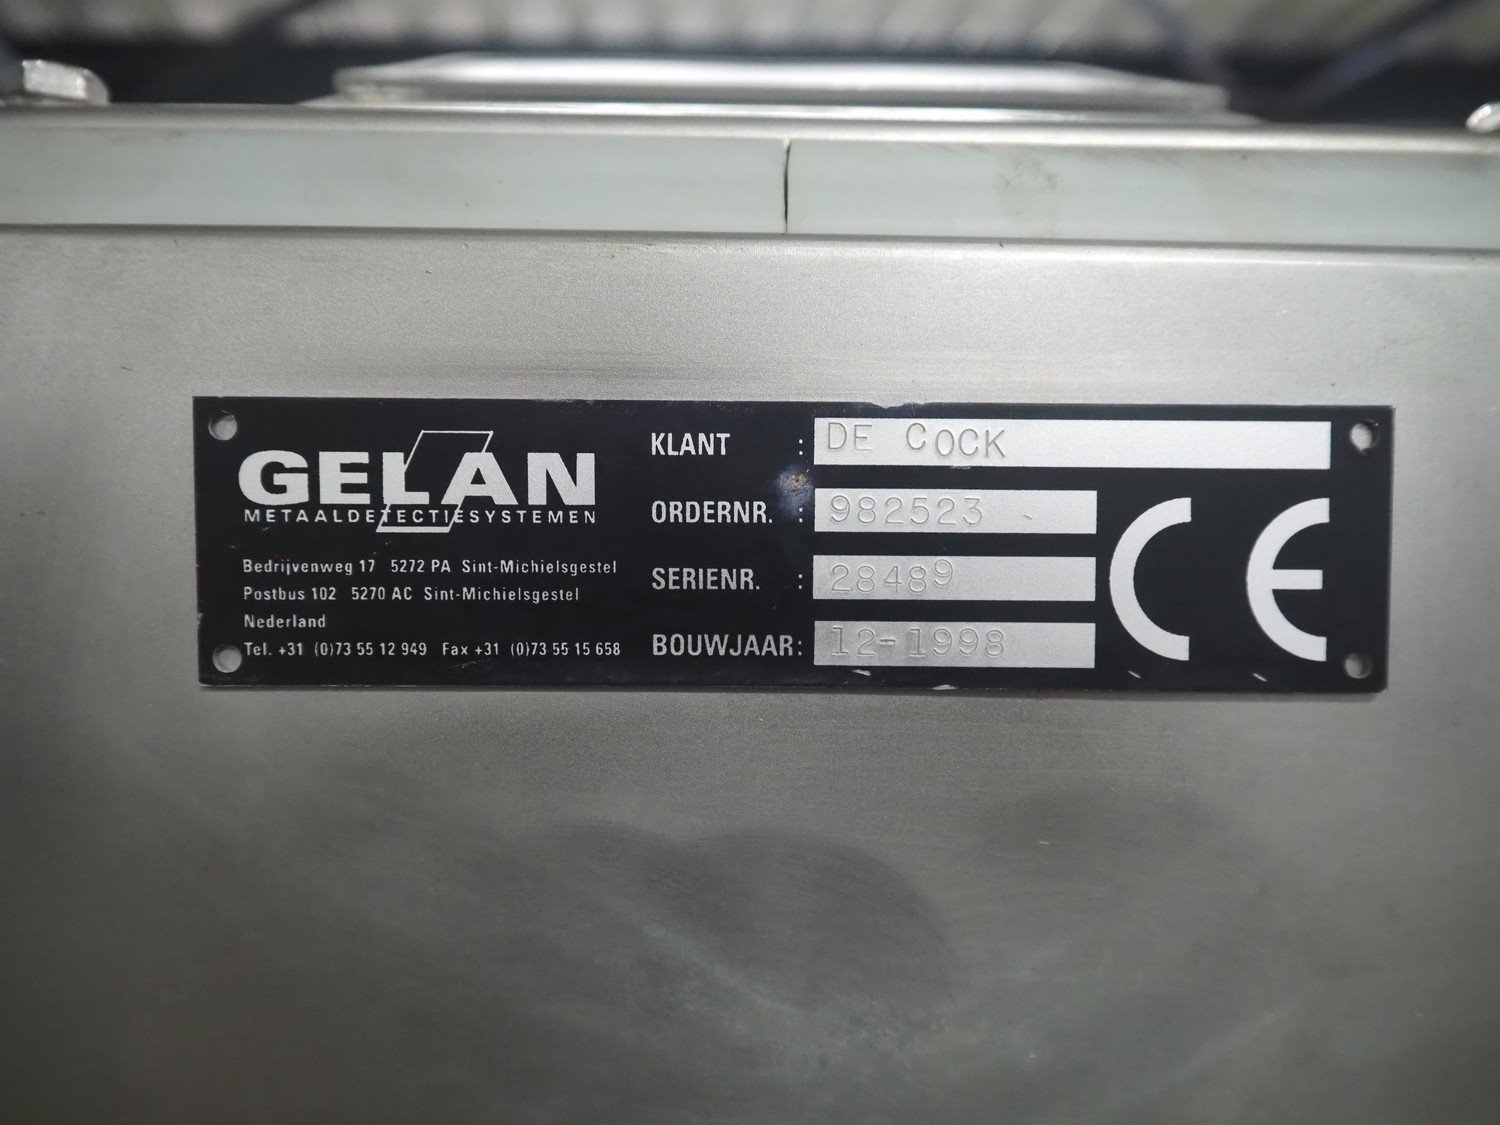 GELAN
METAALDETECTIESYSTEMEN
Bedrijvenweg 17 5272 PA Sint-Michielsgestel
Postbus 102 5270 AC Sint-Michielsgestel
Nederland
Tel. +31 (0)73 55 12 949 Fax +31 (0)73 55 15 658
KLANT : DE COCK
ORDERNR. : 982523
SERIENR. : 28489
BOUWJAAR: 12-1998
CE